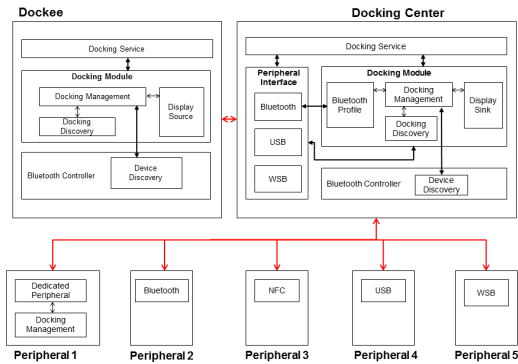 Dockee
Docking Service
Docking Module
Docking Management
Docking
Discovery
Display
Source
Bluetooth Controller
Device
Discovery
Docking Center
Docking Service
Peripheral
Interface
Bluetooth
USB
WSB
Docking Module
Bluetooth
Profile
Docking
Management
Docking
Discovery
Display
Sink
Bluetooth Controller
Device
Discovery
Dedicated
Peripheral
Docking
Management
Peripheral 1
Bluetooth
Peripheral 2
NFC
Peripheral 3
USB
Peripheral 4
WSB
Peripheral 5